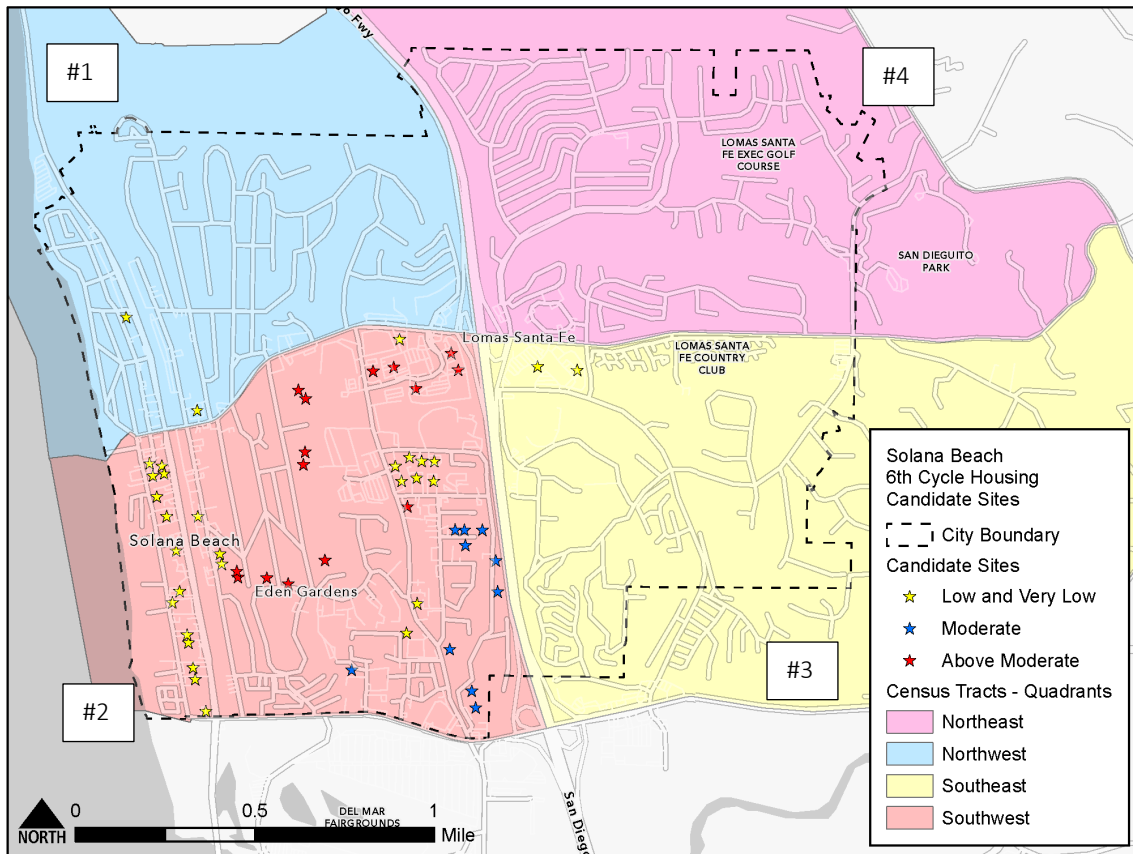 o Fwy
#1
#4
LOMAS SANTA
FE EXEC GOLF
COURSE
SAN DIEGUITO
PARK
Lomas Santa Fe
LOMAS SANTA
FE COUNTRY
CLUB
Solana Beach
Eden Gardens
#2
#3
Solana Beach
6th Cycle Housing
Candidate Sites
City Boundary
Candidate Sites
Low and Very Low
Moderate
Above Moderate
Census Tracts - Quadrants
Northeast
Northwest
Southeast
Southwest
San Diego
DEL MAR
FAIRGROUNDS
0 0.5 1
Mile
NORTH